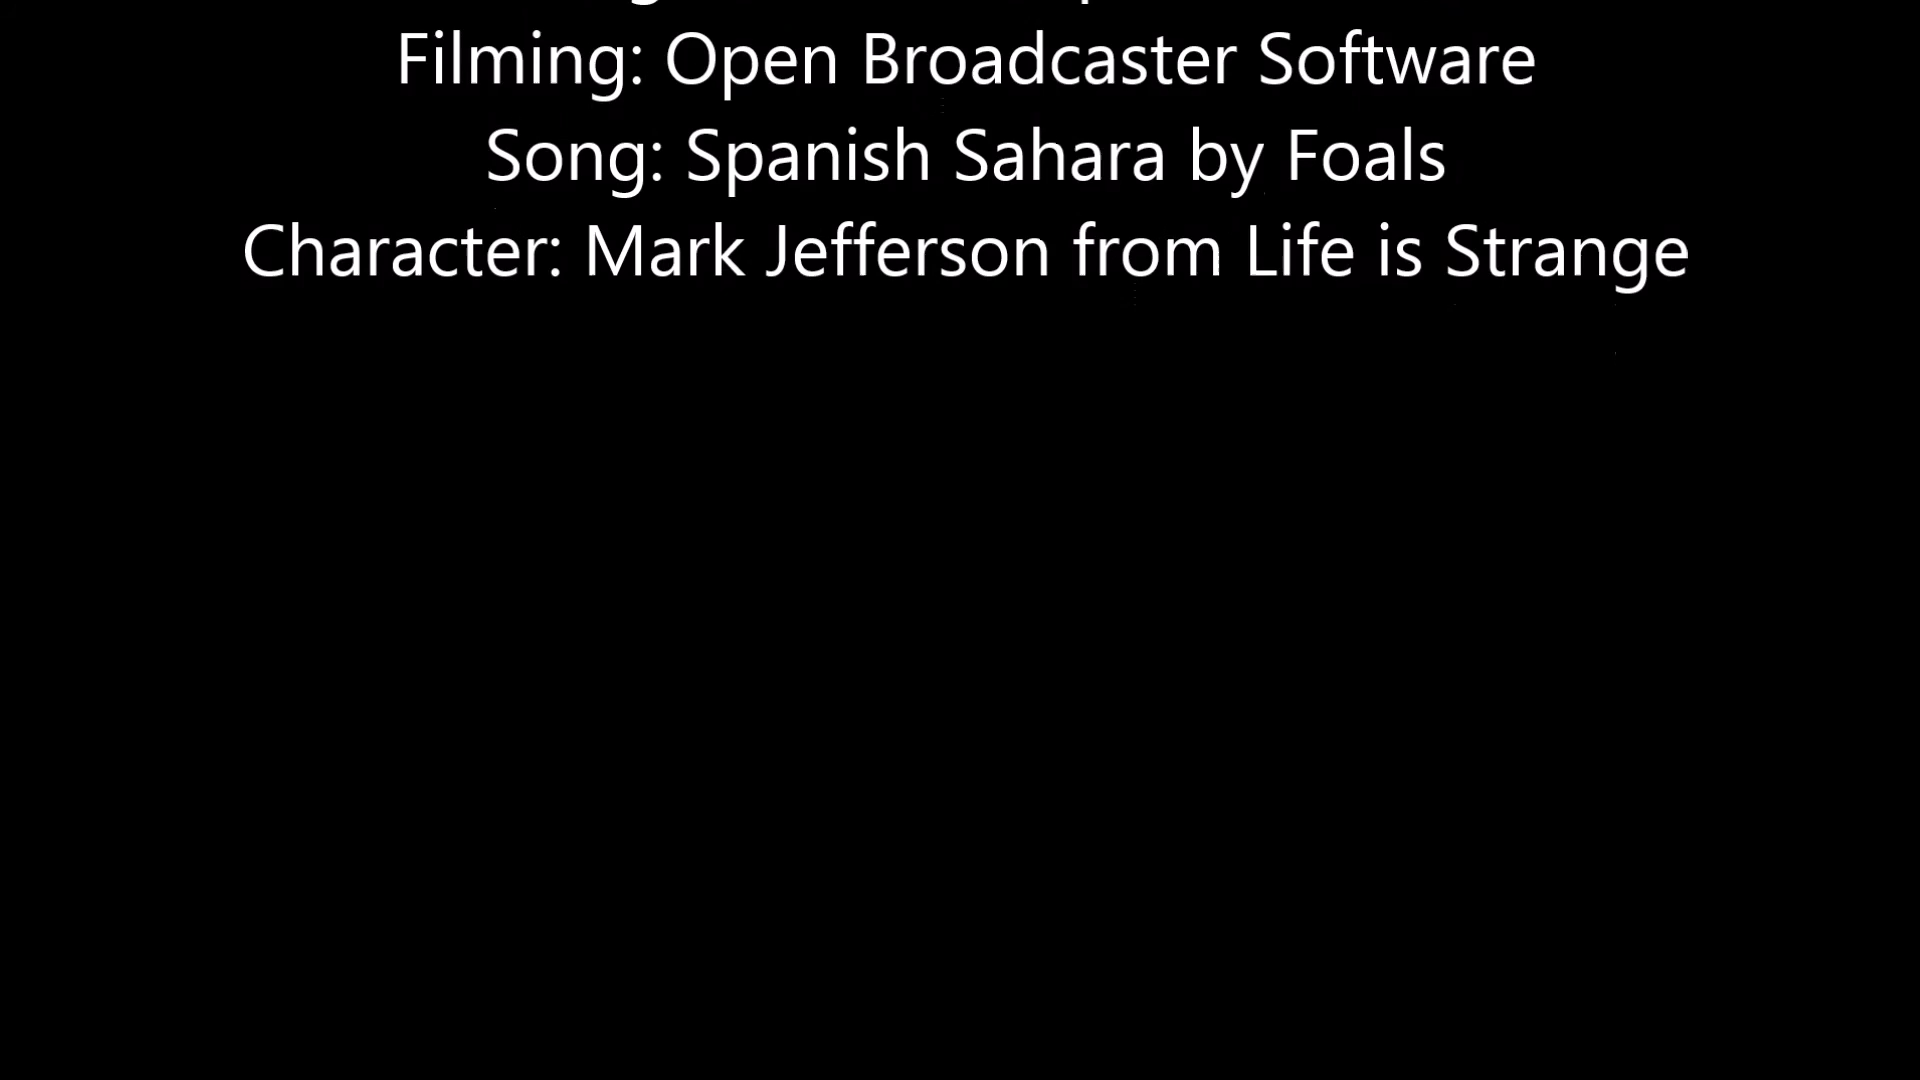 Filming: Open Broadcaster Software
Song: Spanish Sahara by Foals
Character: Mark Jefferson from Life is Strange